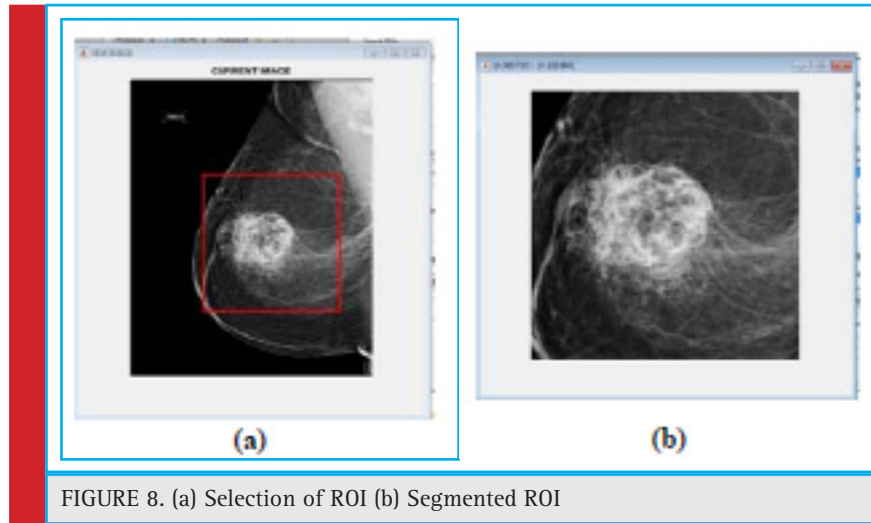 CURRENT IMAGE
(a)
(b)
FIGURE 8. (a) Selection of ROI (b) Segmented ROI